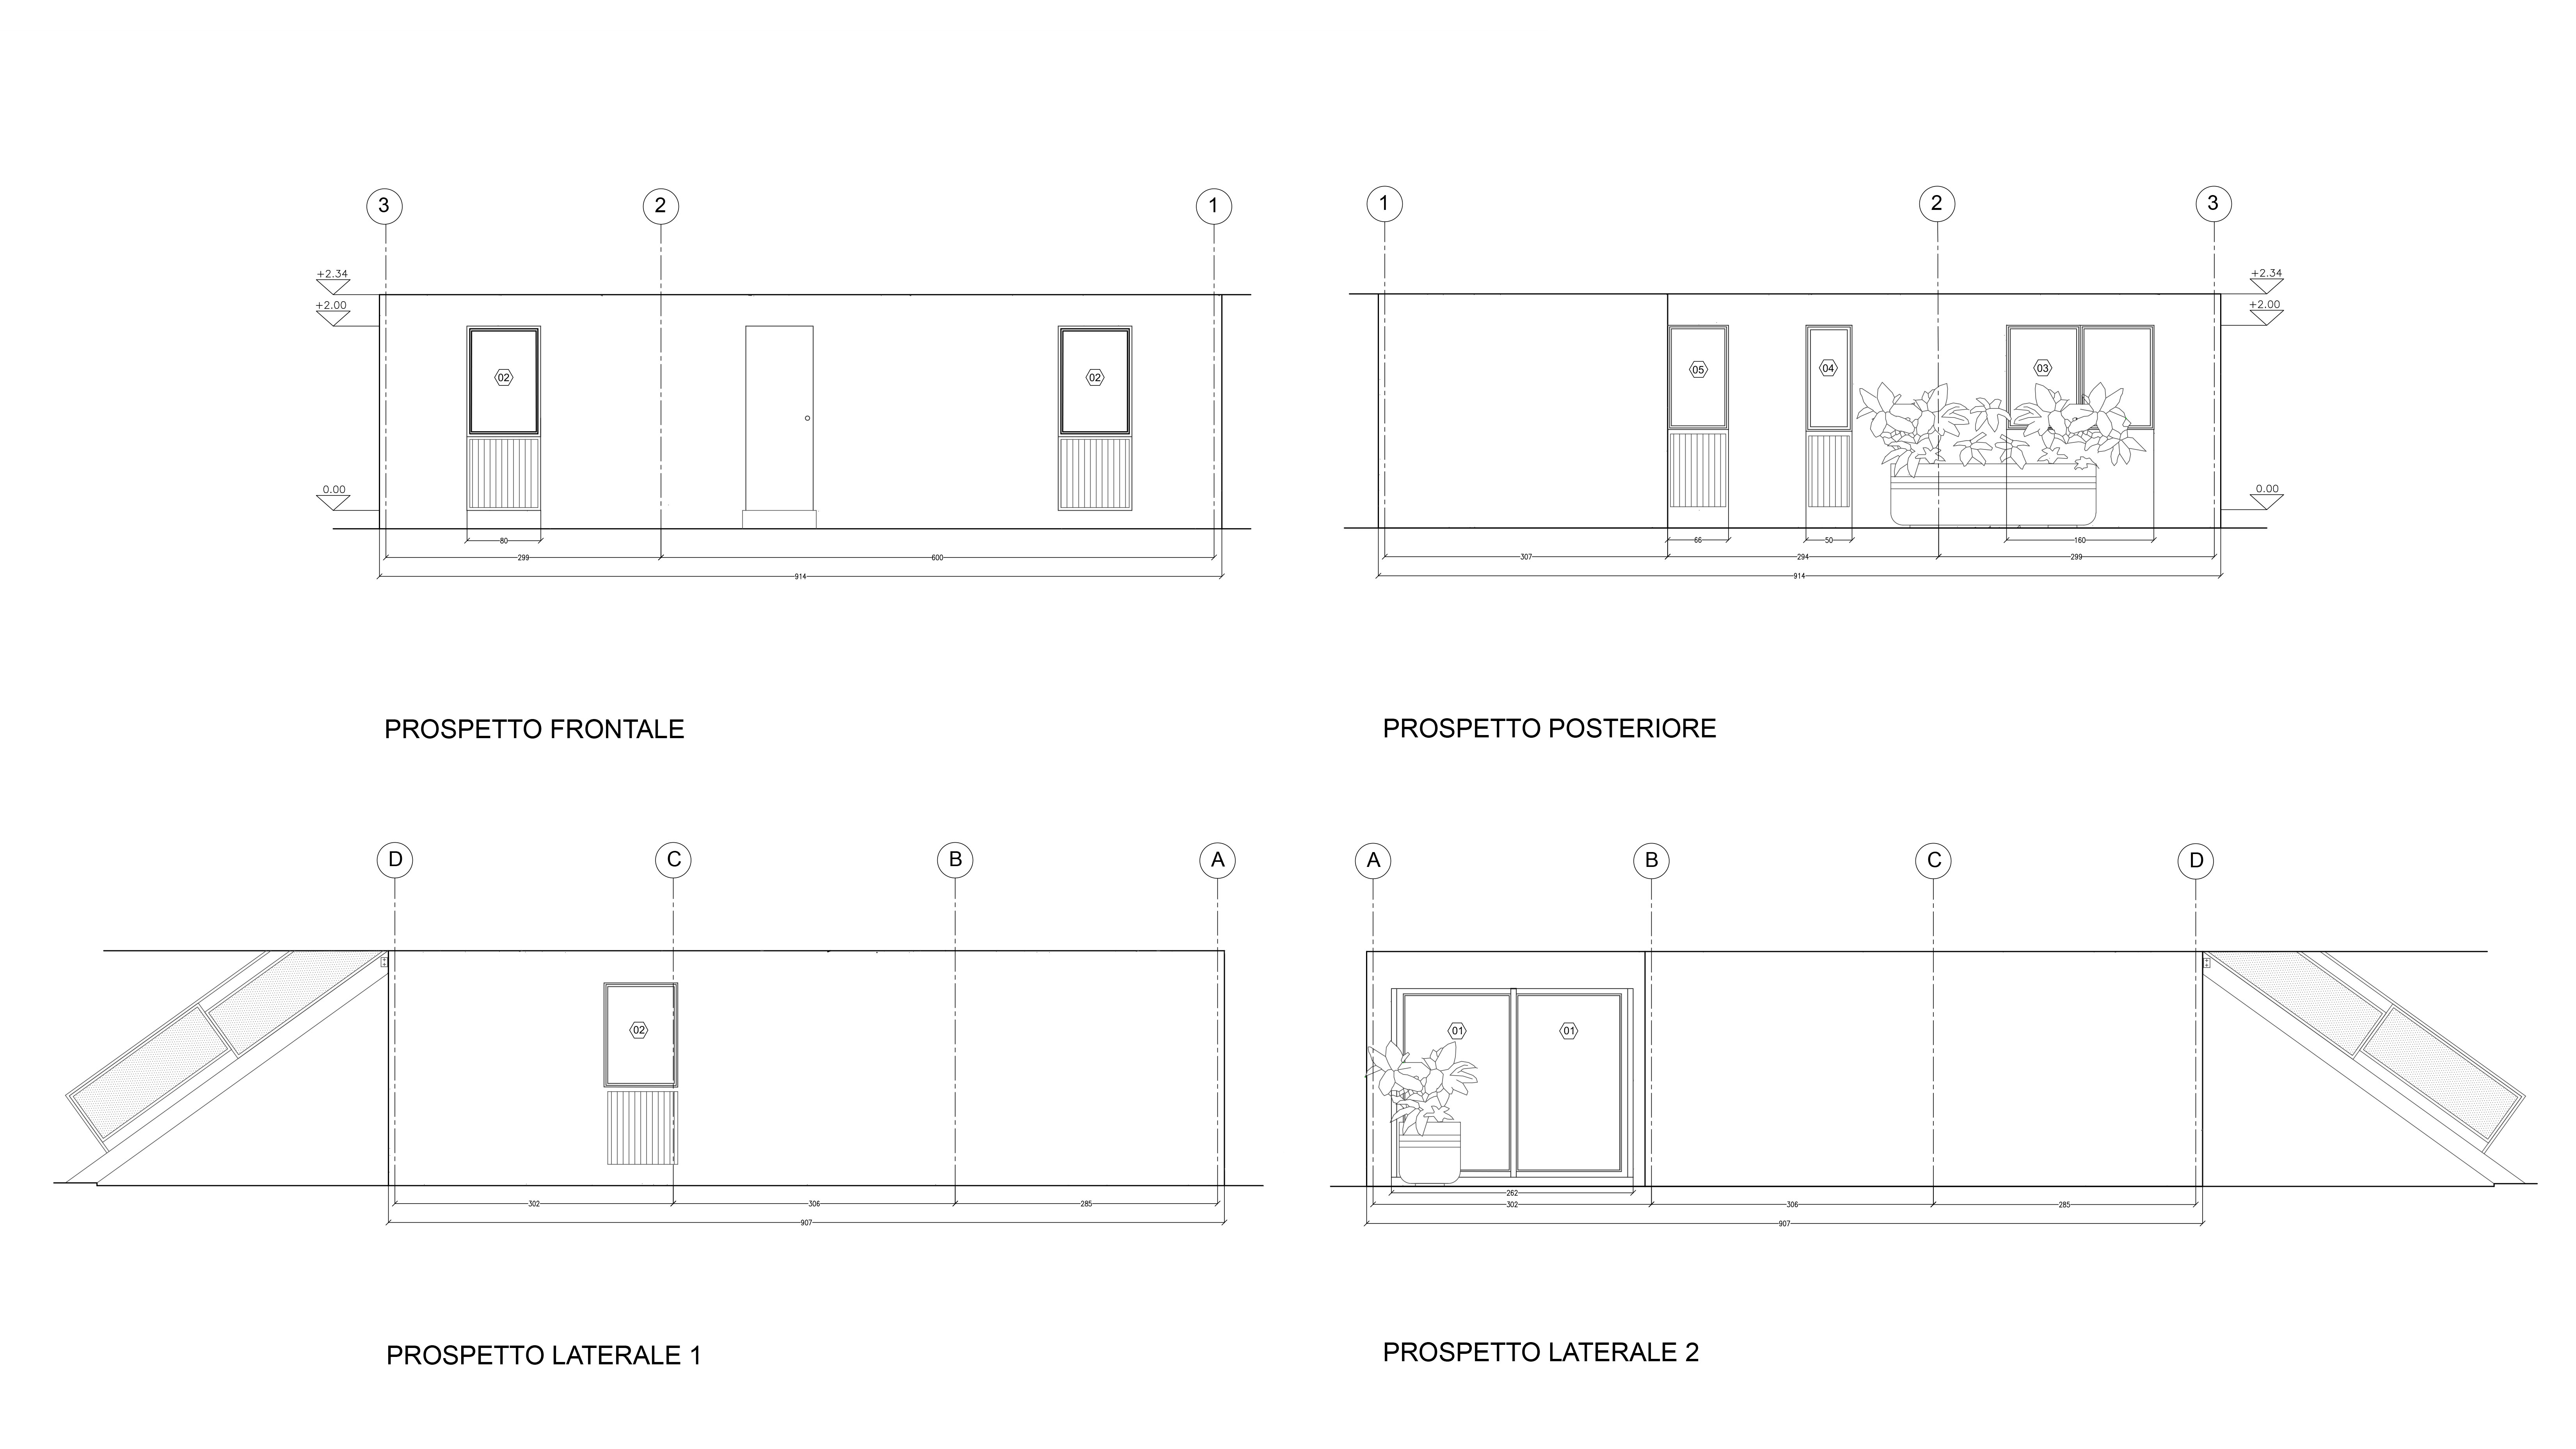 3 2 1
1 2 3
+2.34
+2.00
02
02
0.00
80
299 600
914
+2.34
+2.00
05 04 03
0.00
66 50 160
307 294 299
914
PROSPETTO FRONTALE
PROSPETTO POSTERIORE
D C B A
A B C D
02
302 306 285
907
01 01
262
302 306 285
907
PROSPETTO LATERALE 1
PROSPETTO LATERALE 2